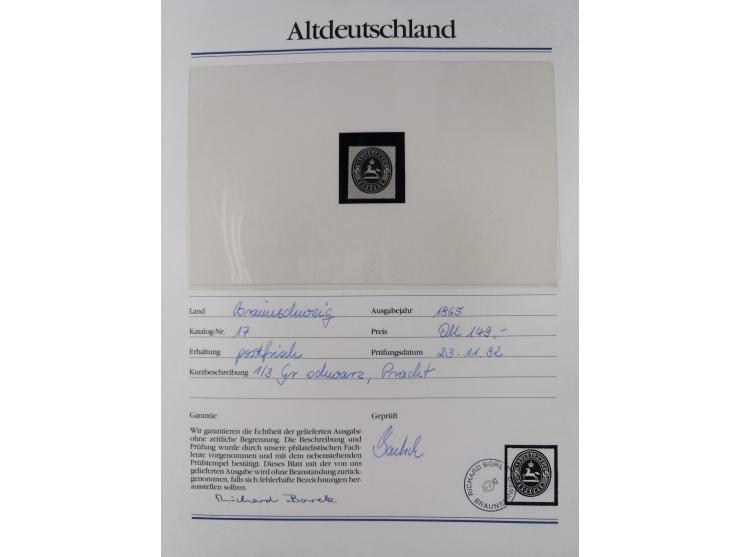 Altdeutschland
Land Braunschweig Ausgabejahr 1865
Katalog-Nr. 17 Preis DM 149,-
Erhaltung postfrisch Prüfungsdatum 23.11.82
Kurzbeschreibung 1/3 Gr schwarz, Pracht
Garantie Geprüft
Wir garantieren die Echtheit der gelieferten Ausgabe
ohne zeitliche Begrenzung. Die Beschreibung und
Prüfung wurde durch unsere philatelistischen Fach-
leute vorgenommen und mit dem nebenstehenden
Prüfstempel bestätigt. Dieses Blatt mit der von uns
gelieferten Ausgabe wird ohne Beanstandung zurück-
genommen, falls sich fehlerhafte Bezeichnungen her-
ausstellen sollten.
Richard Borek